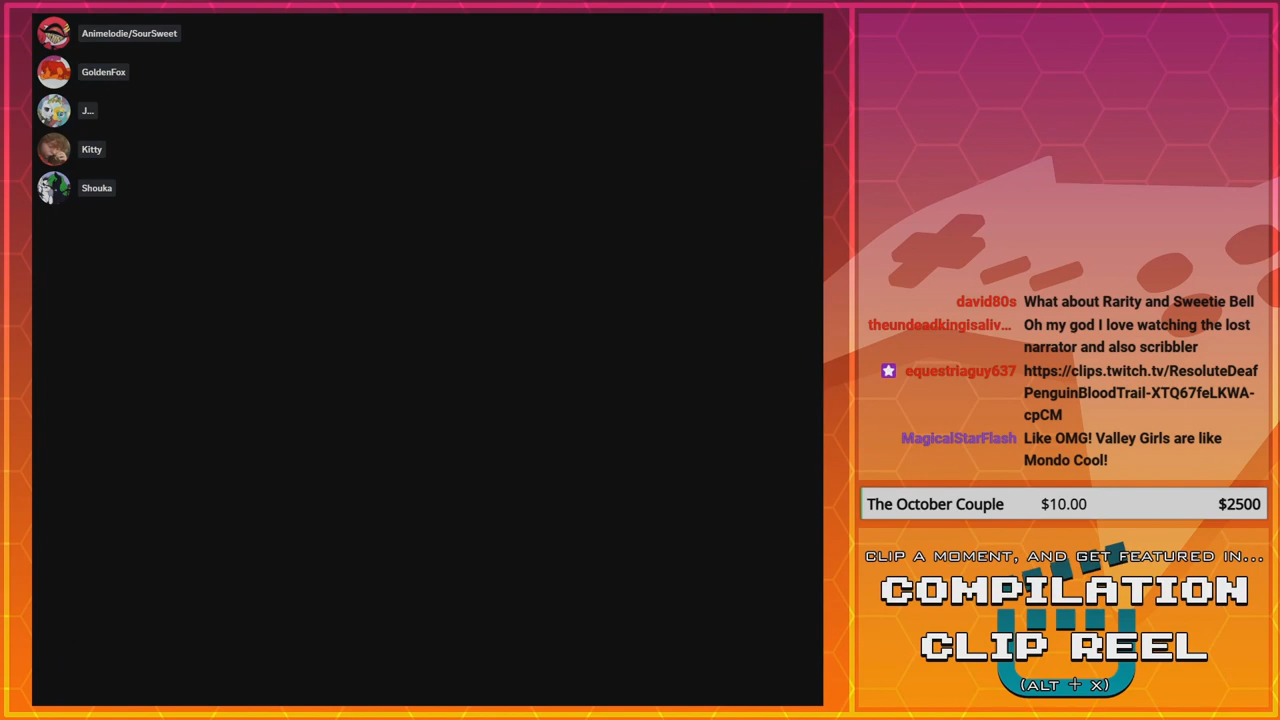 Animelodie/SourSweet
GoldenFox
J...
Kitty
Shouka
david80s What about Rarity and Sweetie Bell
theundeadkingisaliv... Oh my god I love watching the lost
narrator and also scribbler
equestriaguy637 https://clips.twitch.tv/ResoluteDeaf
PenguinBloodTrail-XTQ67feLKWA-
cpCM
MagicalStarFlash Like OMG! Valley Girls are like
Mondo Cool!
The October Couple $10.00 $2500
CLIP A MOMENT, AND GET FEATURED IN...
COMPILATION
CLIP REEL
(ALT + X)